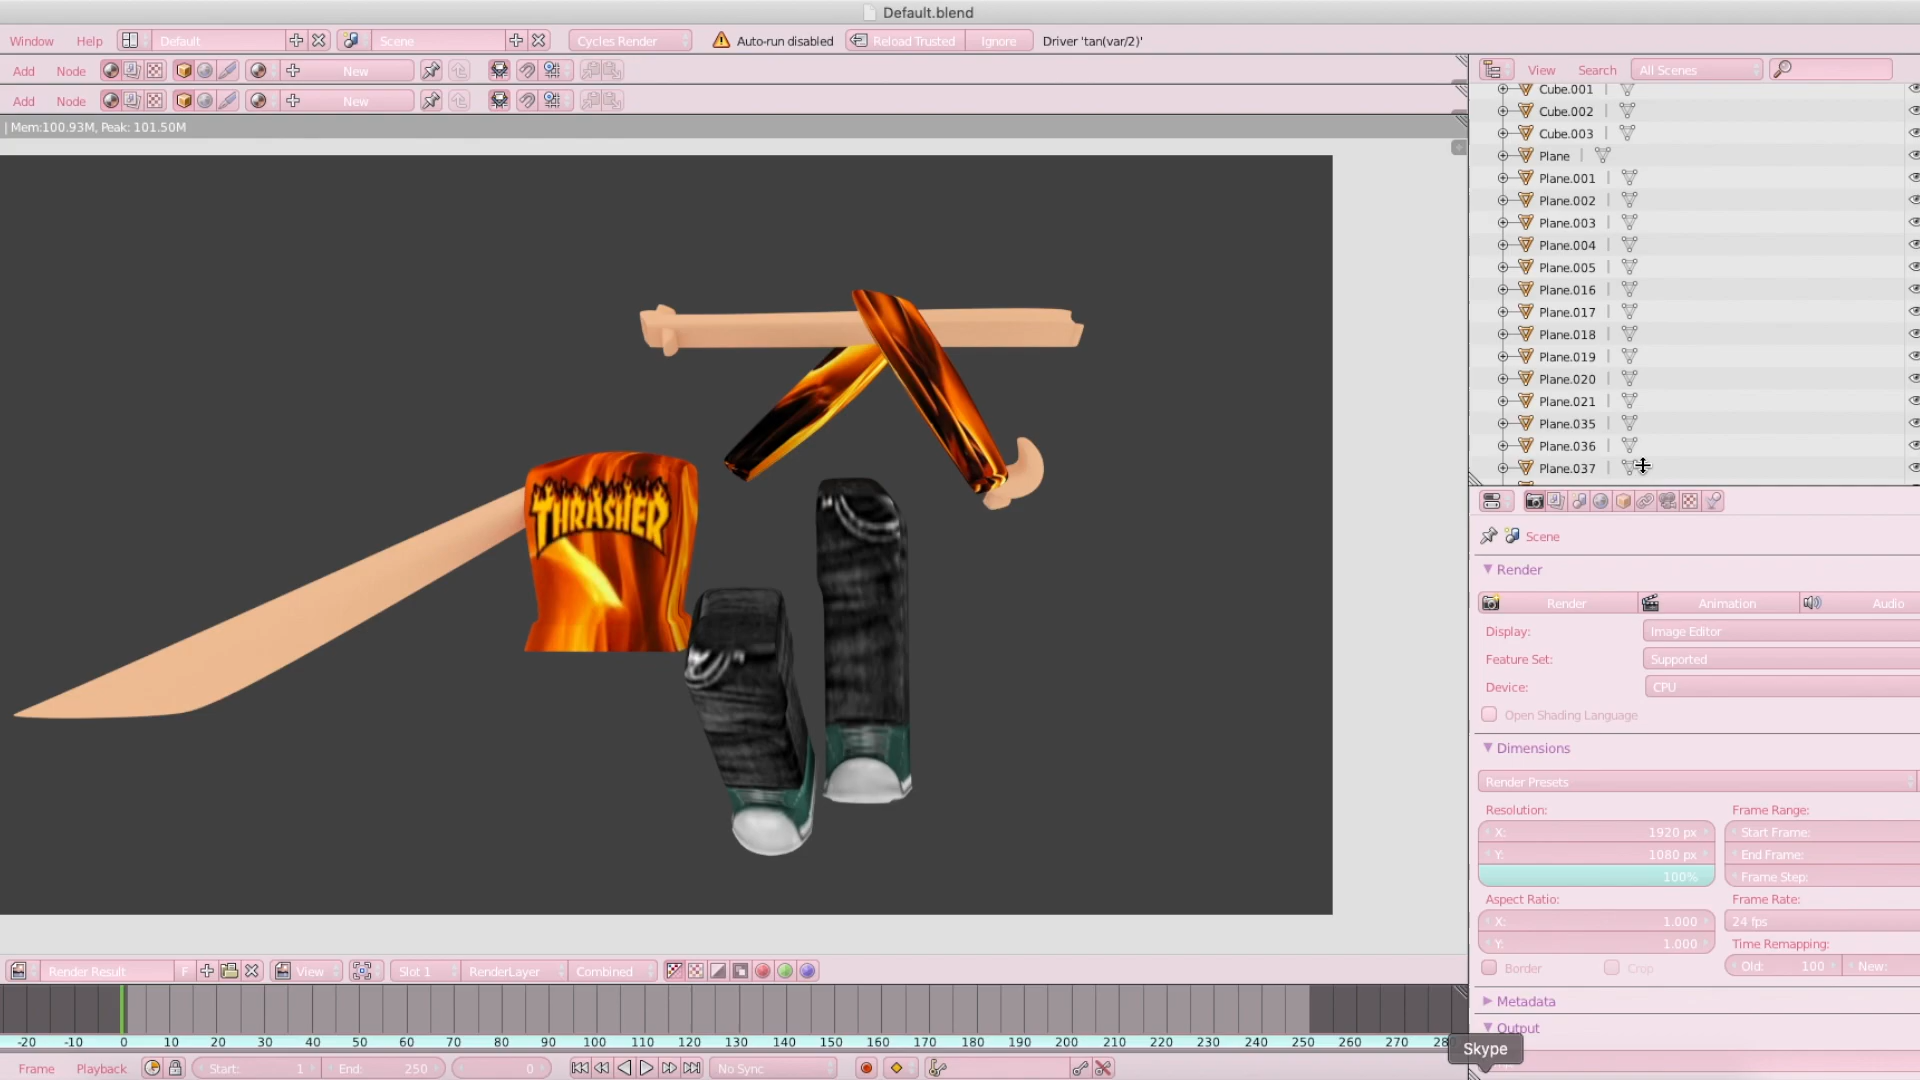 Default.blend
Window Help Default Scene Cycles Render Auto-run disabled Reload Trusted Ignore Driver 'tan(var/2)'
Add Node New
View Search All Scenes
Add Node New
| Mem:100.93M, Peak: 101.50M
Cube.001
Cube.002
Cube.003
Plane
Plane.001
Plane.002
Plane.003
Plane.004
Plane.005
Plane.016
Plane.017
Plane.018
Plane.019
Plane.020
Plane.021
Plane.035
Plane.036
Plane.037
THRASHER
Scene
Render
Render Animation Audio
Display: Image Editor
Feature Set: Supported
Device: CPU
Open Shading Language
Dimensions
Render Presets
Resolution: Frame Range:
X: 1920 px Start Frame:
Y: 1080 px End Frame:
100% Frame Step:
Aspect Ratio: Frame Rate:
X: 1.000 24 fps
Y: 1.000 Time Remapping:
Border Crop Old: 100 New:
Metadata
Output
Render Result F View Slot 1 RenderLayer Combined
-20 -10 0 10 20 30 40 50 60 70 80 90 100 110 120 130 140 150 160 170 180 190 200 210 220 230 240 250 260 270
Skype
Frame Playback Start: 1 End: 250 0 No Sync